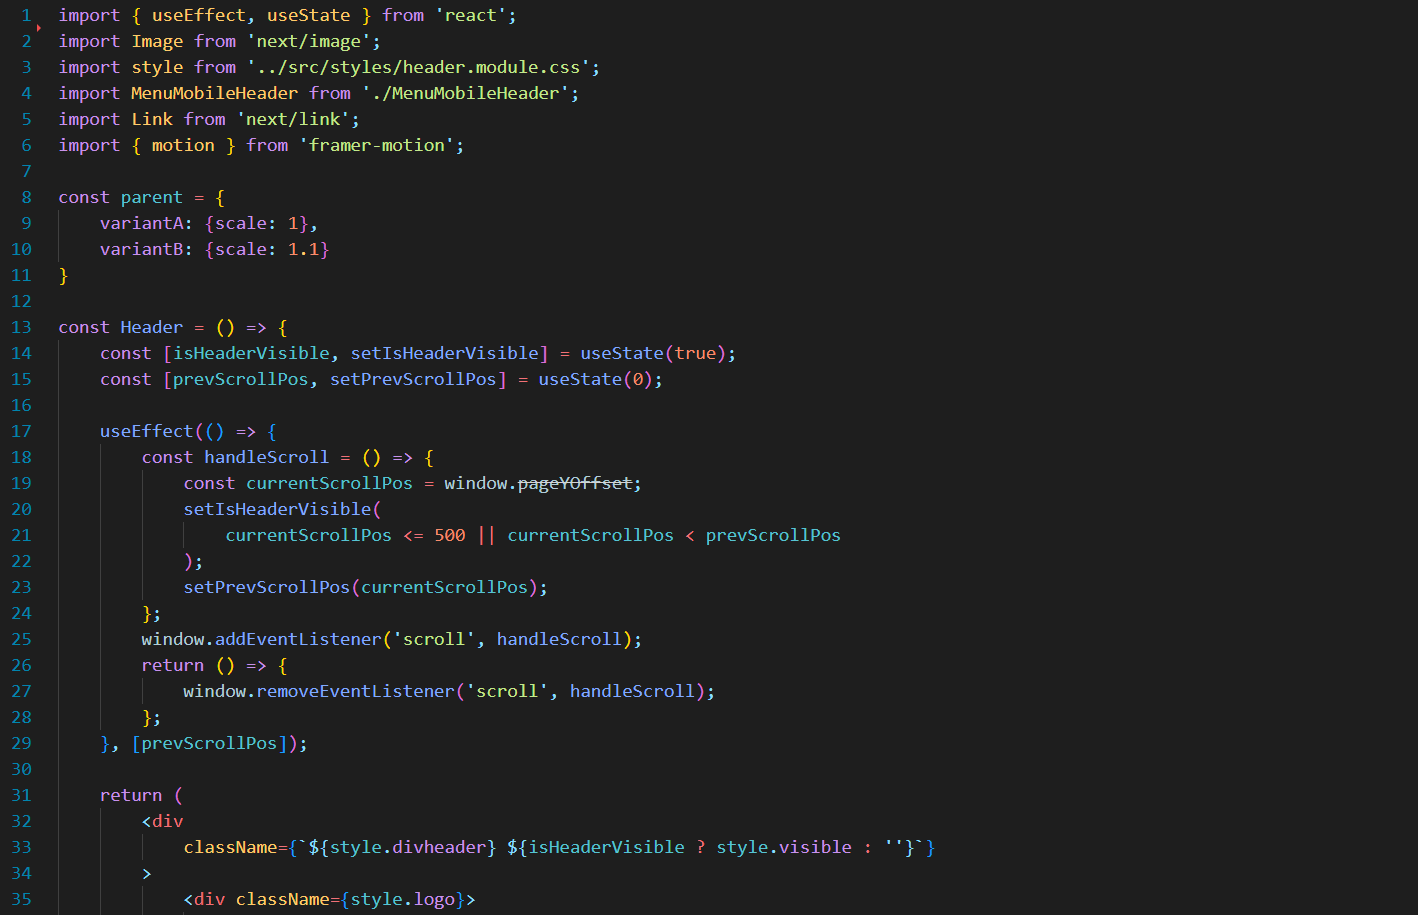 1 import { useEffect, useState } from 'react';
2 import Image from 'next/image';
3 import style from '../src/styles/header.module.css';
4 import MenuMobileHeader from './MenuMobileHeader';
5 import Link from 'next/link';
6 import { motion } from 'framer-motion';
7
8 const parent = {
9     variantA: {scale: 1},
10     variantB: {scale: 1.1}
11 }
12
13 const Header = () => {
14     const [isHeaderVisible, setIsHeaderVisible] = useState(true);
15     const [prevScrollPos, setPrevScrollPos] = useState(0);
16
17     useEffect(() => {
18         const handleScroll = () => {
19             const currentScrollPos = window.pageYOffset;
20             setIsHeaderVisible(
21                 currentScrollPos <= 500 || currentScrollPos < prevScrollPos
22             );
23             setPrevScrollPos(currentScrollPos);
24         };
25         window.addEventListener('scroll', handleScroll);
26         return () => {
27             window.removeEventListener('scroll', handleScroll);
28         };
29     }, [prevScrollPos]);
30
31     return (
32         <div
33             className={`${style.divheader} ${isHeaderVisible ? style.visible : ''}`}
34         >
35             <div className={style.logo}>